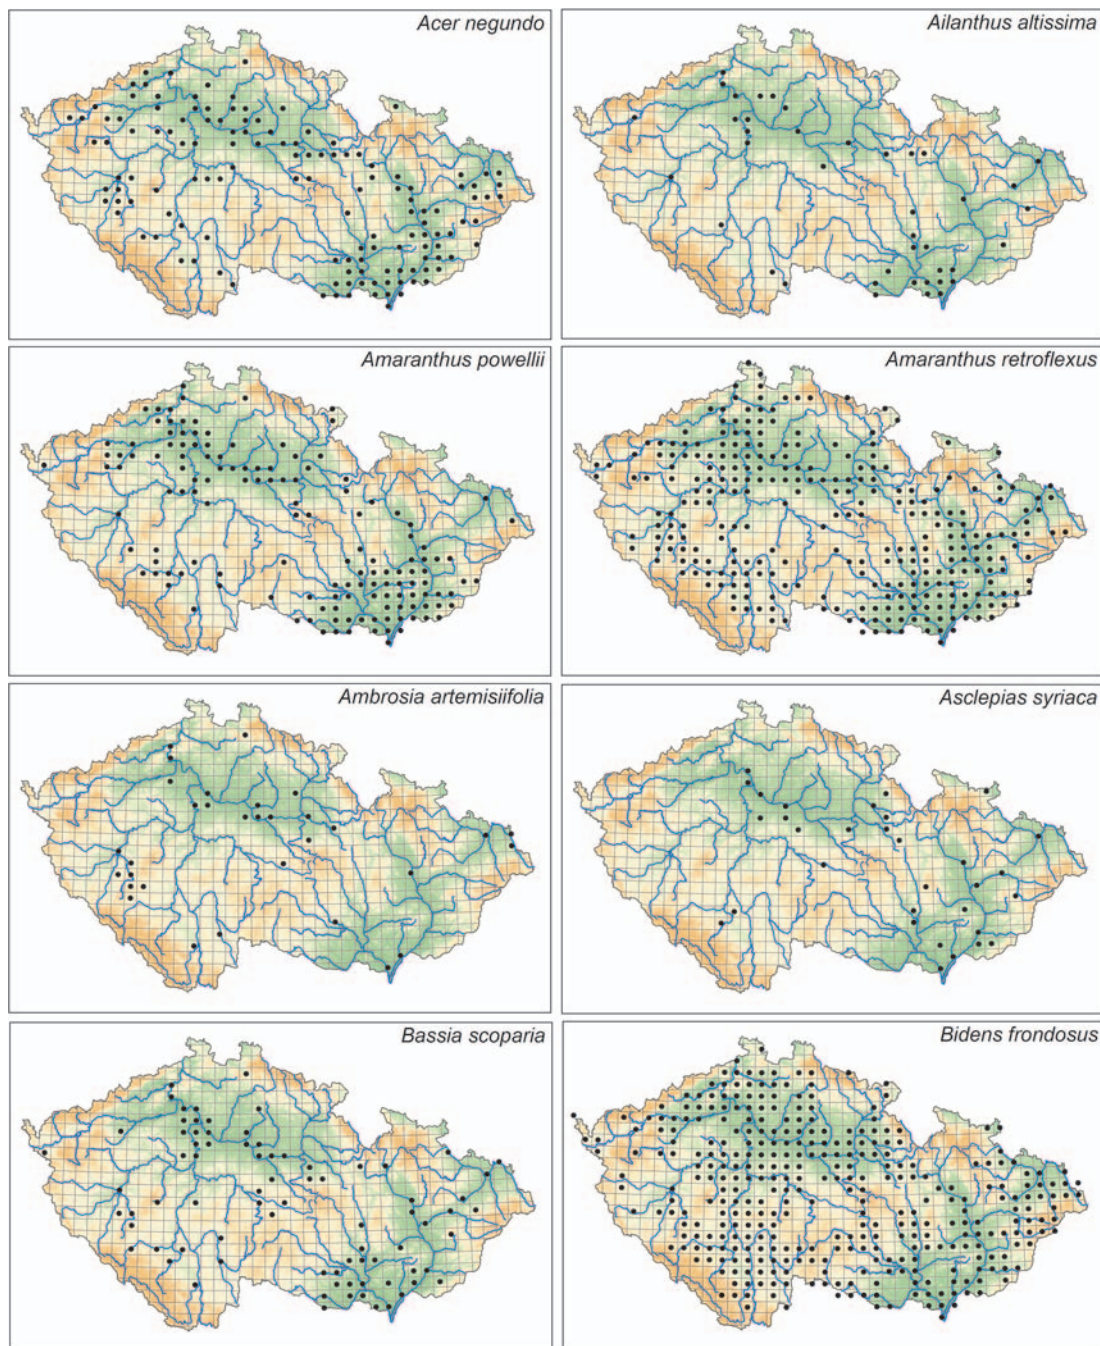 Acer negundo
Ailanthus altissima
Amaranthus powellii
Amaranthus retroflexus
Ambrosia artemisiifolia
Asclepias syriaca
Bassia scoparia
Bidens frondosus